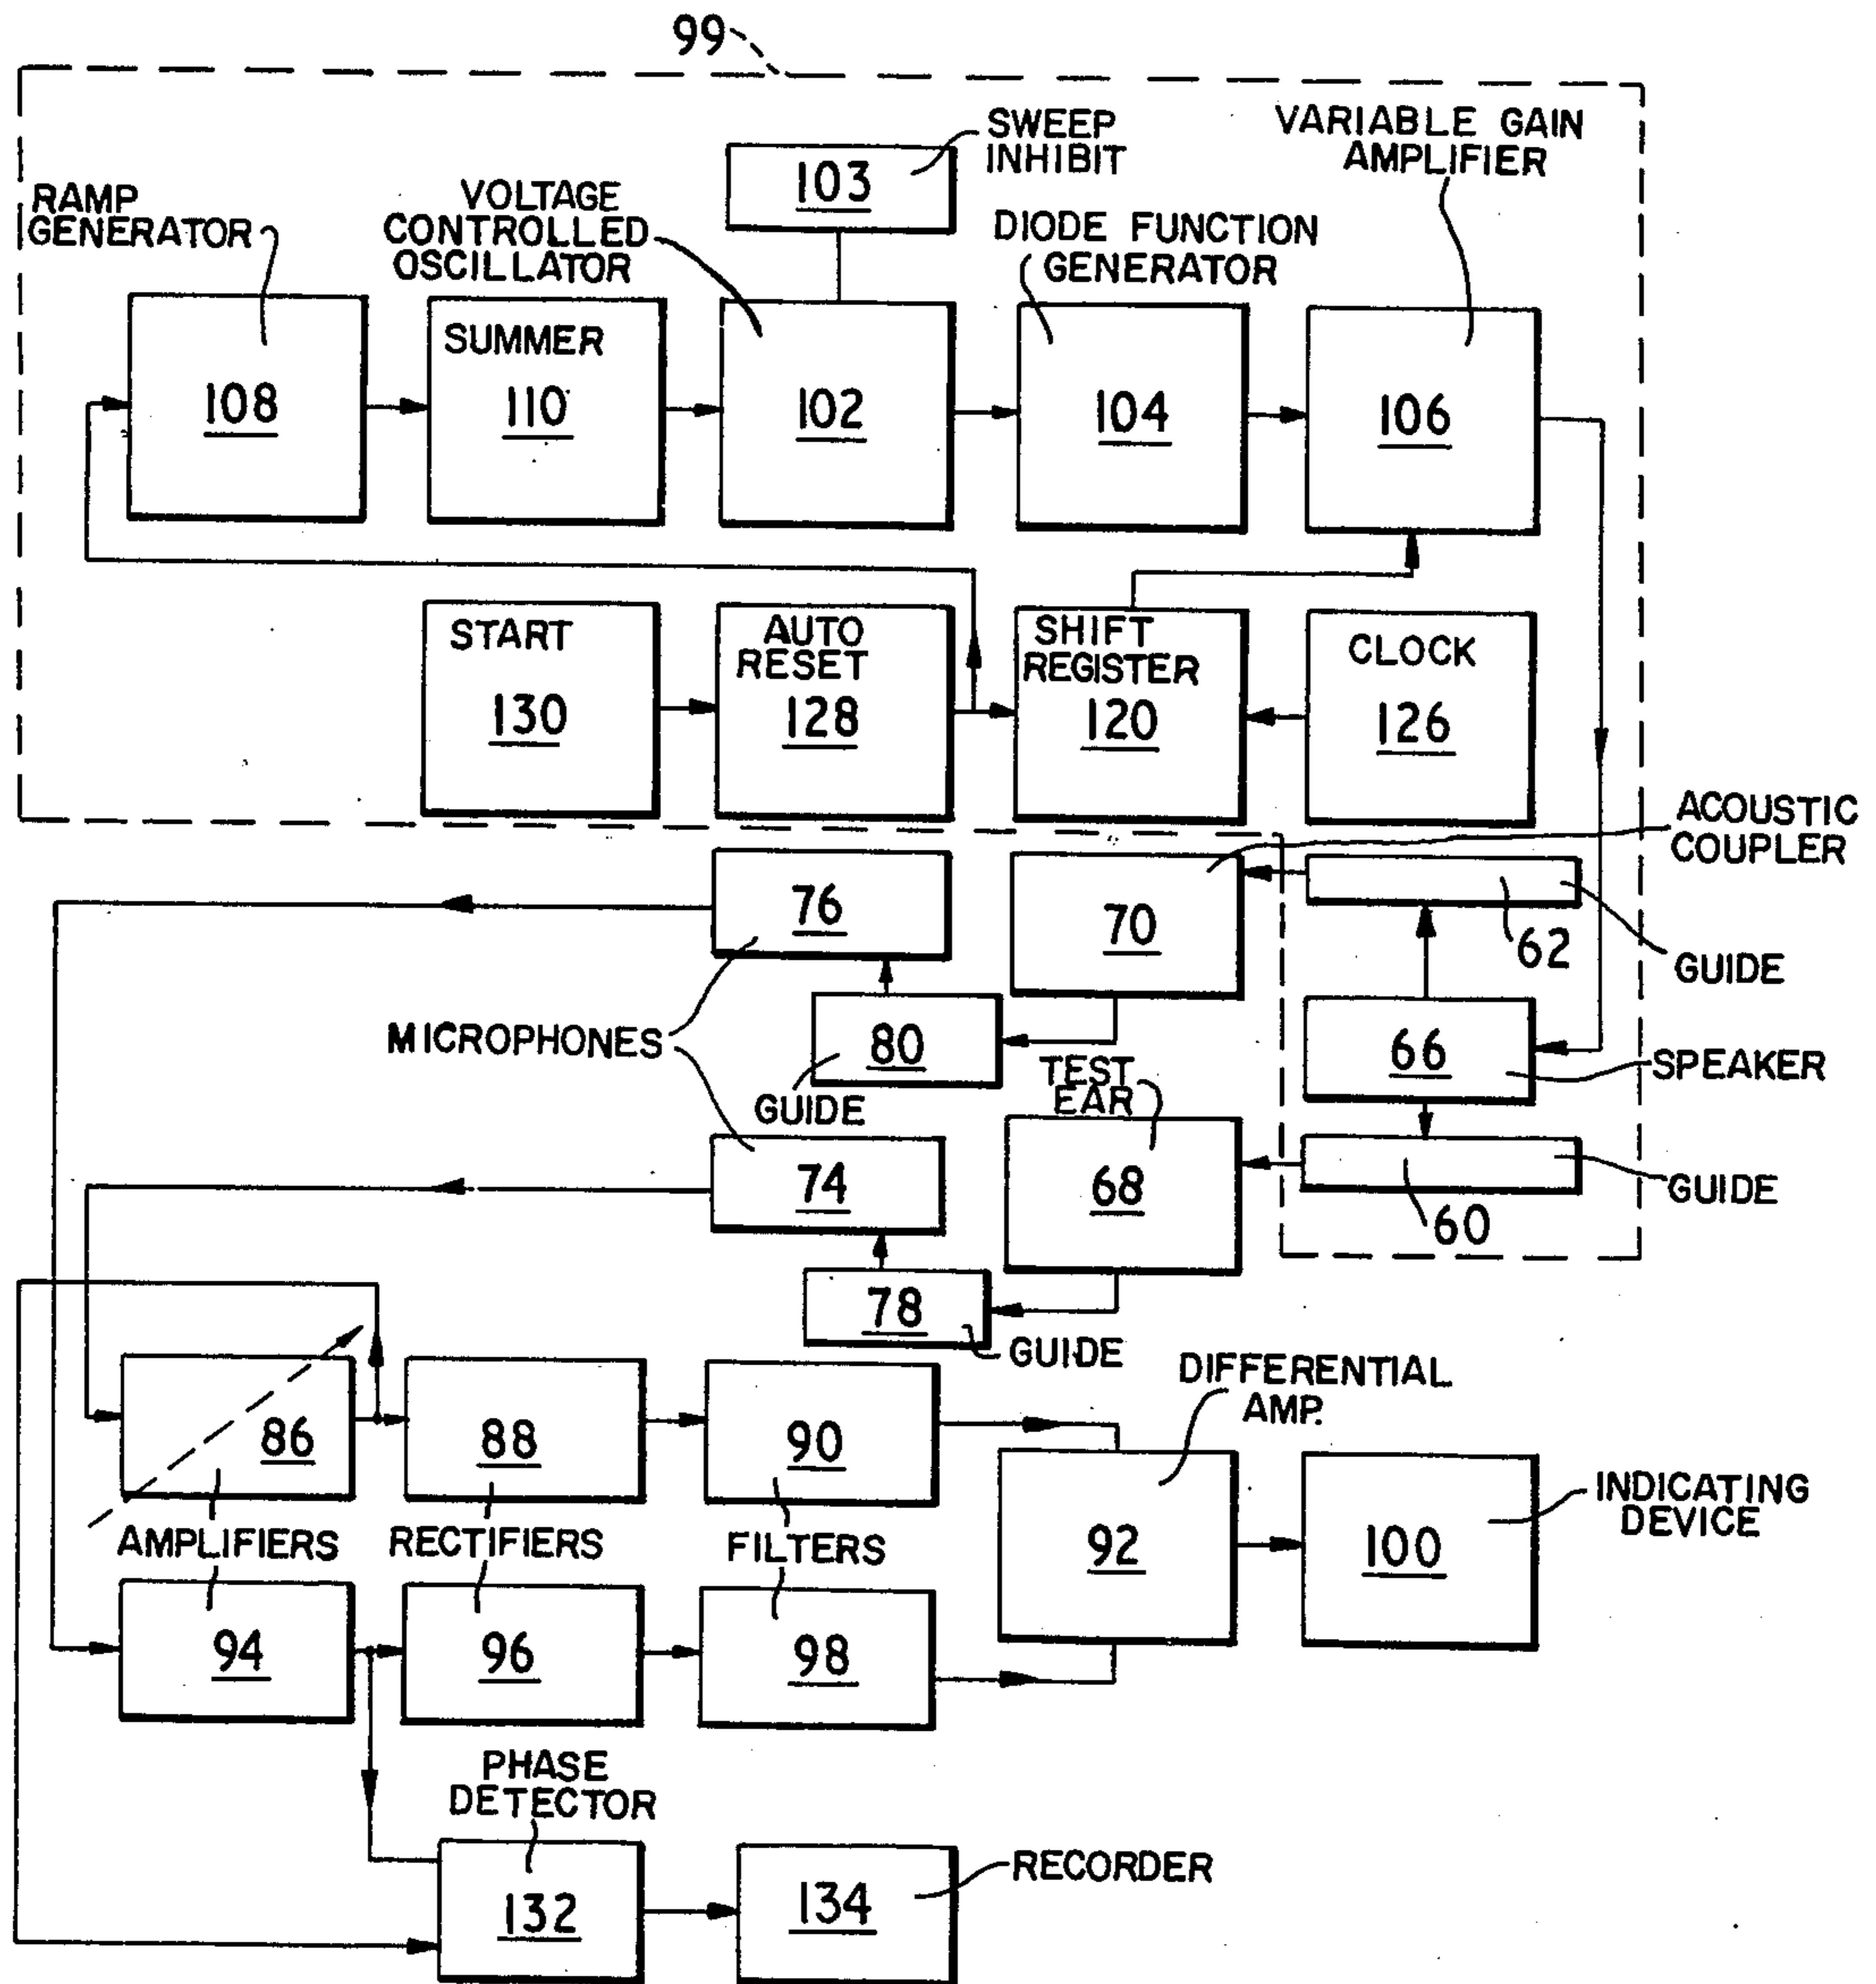 99
SWEEP
INHIBIT
VARIABLE GAIN
AMPLIFIER
103
RAMP
GENERATOR
VOLTAGE
CONTROLLED
OSCILLATOR
DIODE FUNCTION
GENERATOR
108
SUMMER
110
102
104
106
START
130
AUTO
RESET
128
SHIFT
REGISTER
120
CLOCK
126
ACOUSTIC
COUPLER
76
70
62
GUIDE
MICROPHONES
80
GUIDE
66
SPEAKER
TEST
EAR
74
68
60
GUIDE
78
GUIDE
DIFFERENTIAL
AMP.
86
88
90
AMPLIFIERS
RECTIFIERS
FILTERS
92
100
INDICATING
DEVICE
94
96
98
PHASE
DETECTOR
132
134
RECORDER